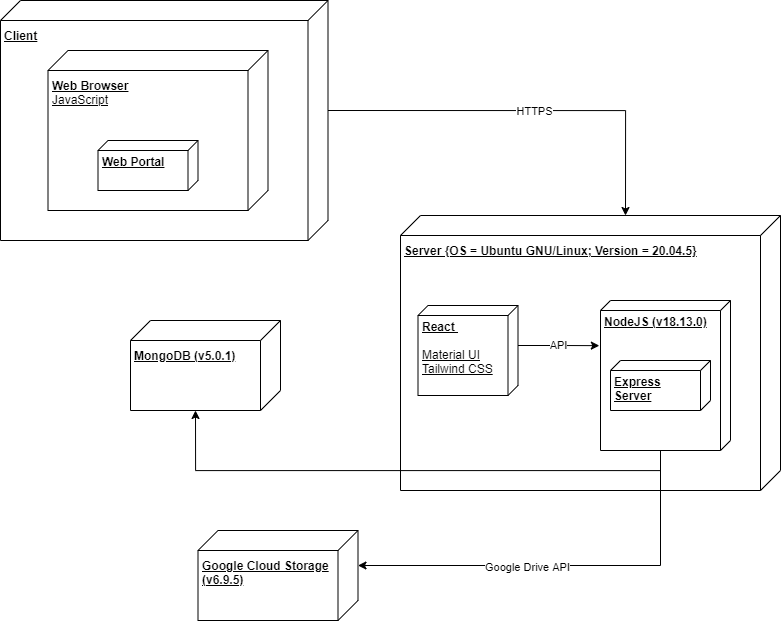 Client
Web Browser
JavaScript
Web Portal
HTTPS
Server {OS = Ubuntu GNU/Linux; Version = 20.04.5}
React
Material UI
Tailwind CSS
API
NodeJS (v18.13.0)
Express
Server
MongoDB (v5.0.1)
Google Cloud Storage
(v6.9.5)
Google Drive API